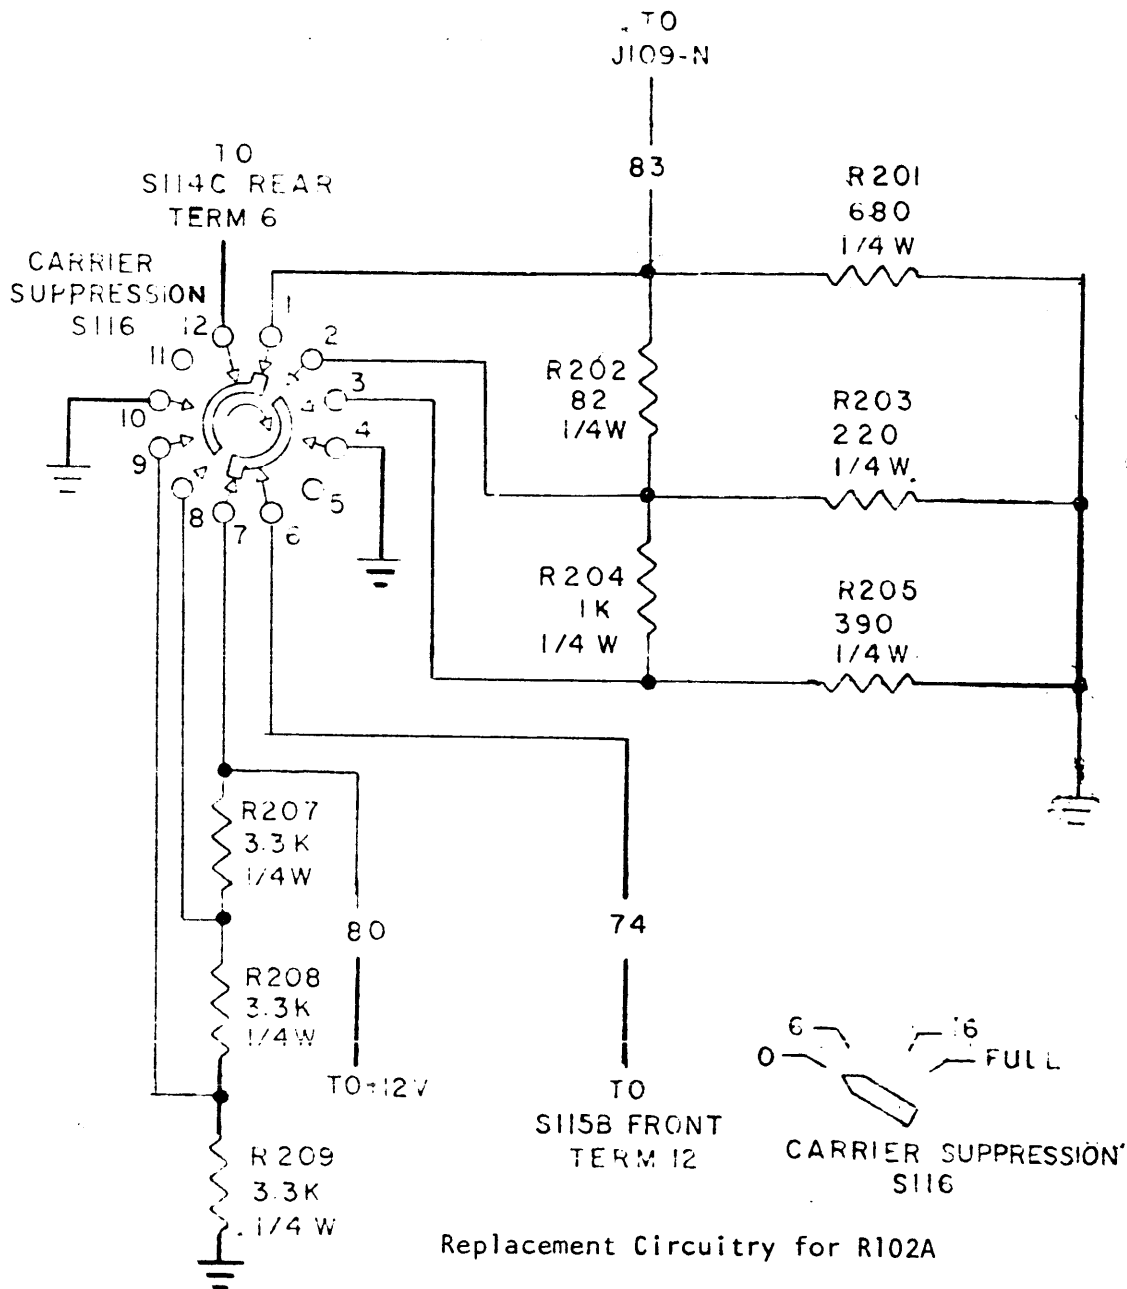 TO
J109-N
83
TO
S114C REAR
TERM 6
CARRIER
SUPPRESSION
S116
12
1
2
3
4
5
6
7
8
9
10
11
R201
680
1/4 W
R202
82
1/4W
R203
220
1/4 W
R204
1K
1/4 W
R205
390
1/4 W
R207
3.3K
1/4W
R208
3.3K
1/4W
R209
3.3K
1/4 W
80
TO+12V
74
TO
S115B FRONT
TERM 12
0
6
16
FULL
CARRIER SUPPRESSION
S116
Replacement Circuitry for R102A